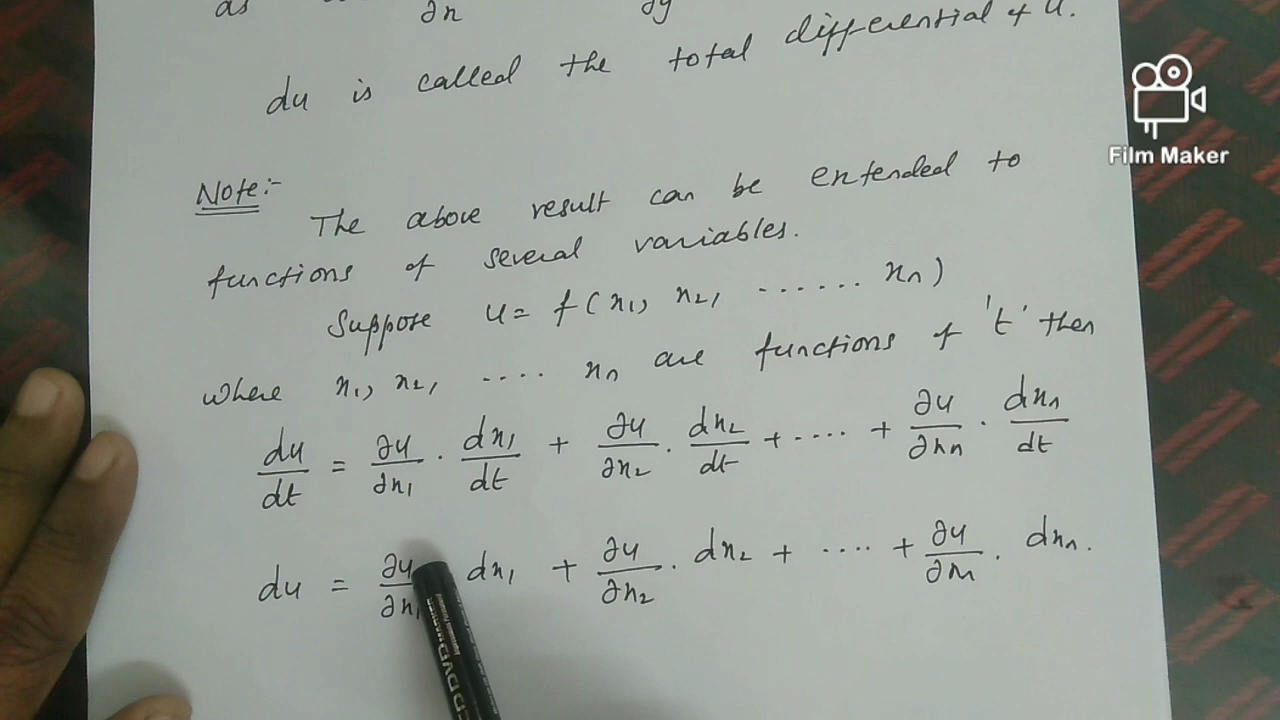 as ∂x ∂y
du is called the total differential of u.
Note:-
The above result can be extended to
functions of several variables.
Suppose u = f(x₁, x₂, ...... xₙ)
where x₁, x₂, .... xₙ are functions of 't' then
du/dt = ∂u/∂x₁ . dx₁/dt + ∂u/∂x₂ . dx₂/dt + .... + ∂u/∂xₙ . dxₙ/dt
du = ∂u/∂x₁ dx₁ + ∂u/∂x₂ . dx₂ + .... + ∂u/∂xₙ . dxₙ.
Film Maker